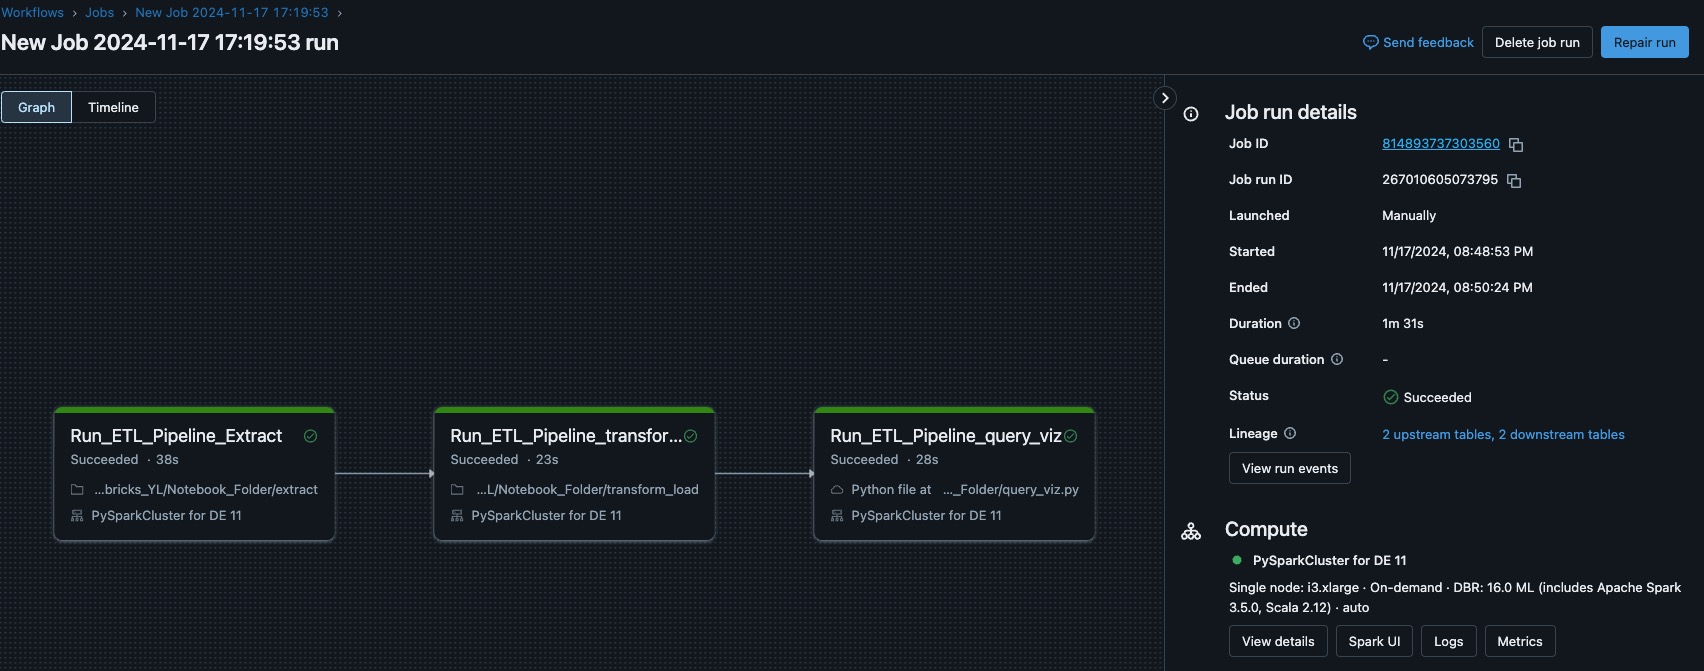 Workflows › Jobs › New Job 2024-11-17 17:19:53 ›
New Job 2024-11-17 17:19:53 run
Send feedback
Delete job run
Repair run
Graph
Timeline
Run_ETL_Pipeline_Extract
Succeeded · 38s
...bricks_YL/Notebook_Folder/extract
PySparkCluster for DE 11
Run_ETL_Pipeline_transfor...
Succeeded · 23s
...L/Notebook_Folder/transform_load
PySparkCluster for DE 11
Run_ETL_Pipeline_query_viz
Succeeded · 28s
Python file at ..._Folder/query_viz.py
PySparkCluster for DE 11
Job run details
Job ID 814893737303560
Job run ID 267010605073795
Launched Manually
Started 11/17/2024, 08:48:53 PM
Ended 11/17/2024, 08:50:24 PM
Duration 1m 31s
Queue duration -
Status Succeeded
Lineage 2 upstream tables, 2 downstream tables
View run events
Compute
PySparkCluster for DE 11
Single node: i3.xlarge · On-demand · DBR: 16.0 ML (includes Apache Spark
3.5.0, Scala 2.12) · auto
View details
Spark UI
Logs
Metrics